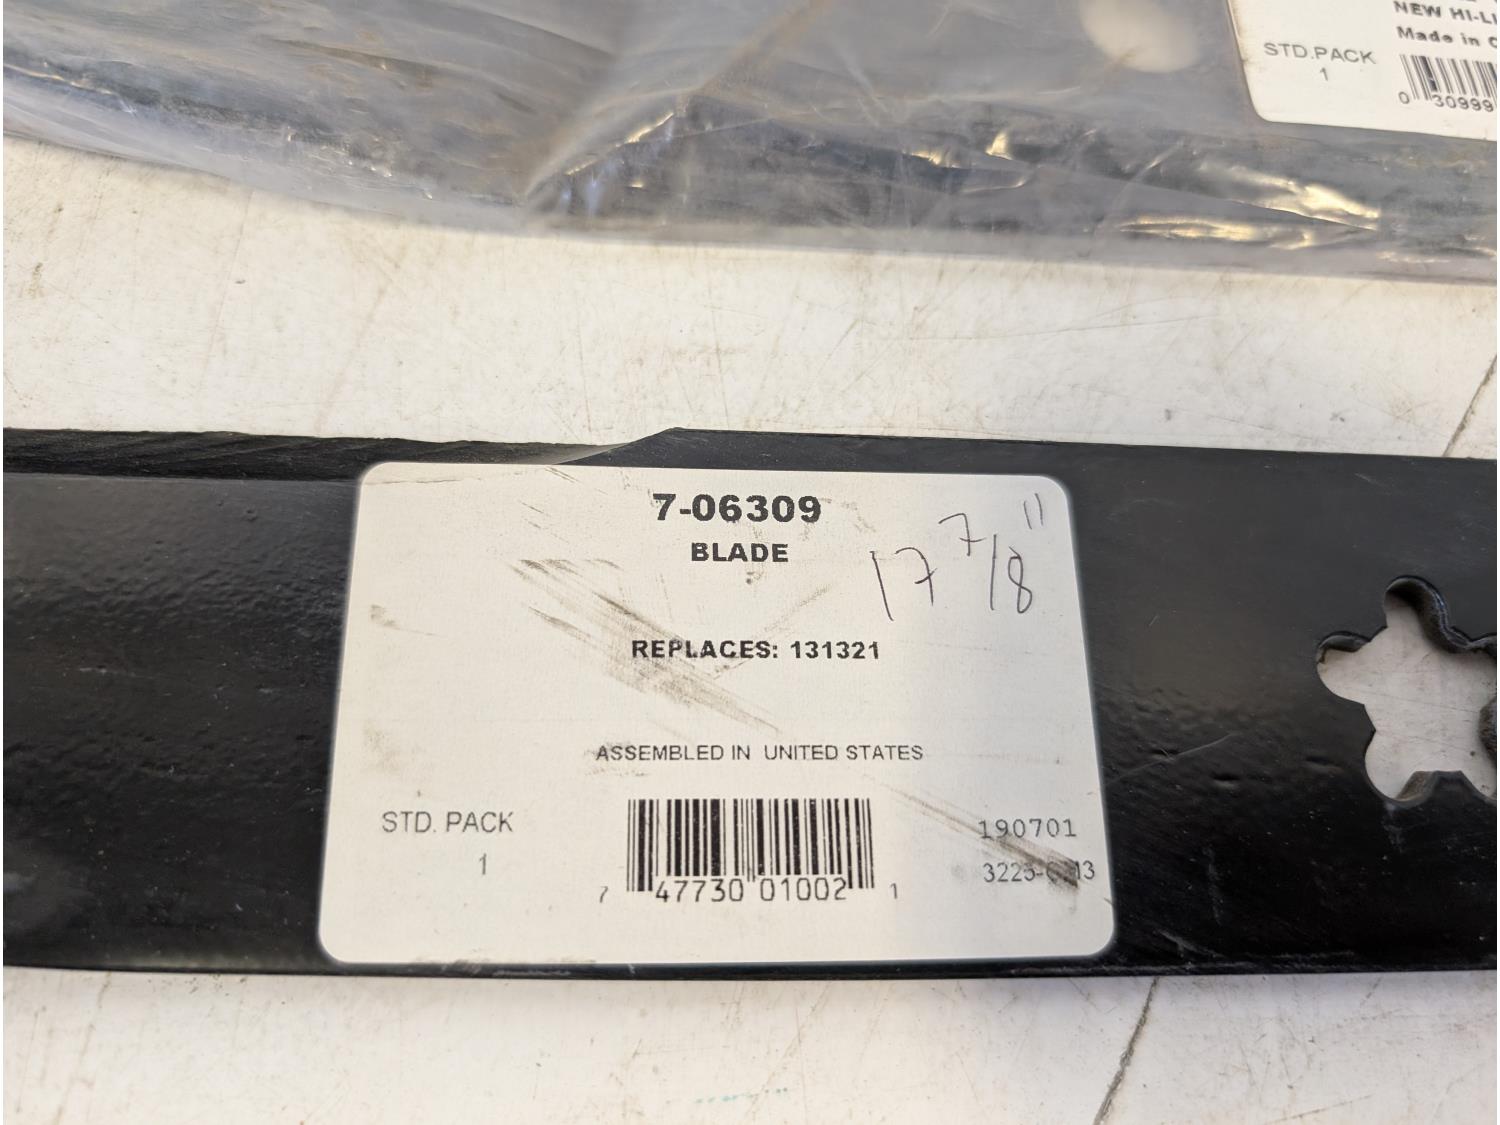 NEW HI-LI
Made in C
STD.PACK
1
0 30999
7-06309
BLADE
17 7/8"
REPLACES: 131321
ASSEMBLED IN UNITED STATES
STD. PACK
1
190701
7 47730 01002 1